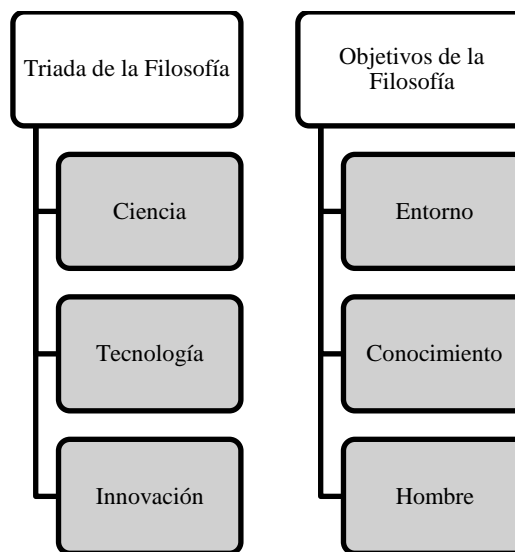 Triada de la Filosofía
Ciencia
Tecnología
Innovación
Objetivos de la
Filosofía
Entorno
Conocimiento
Hombre